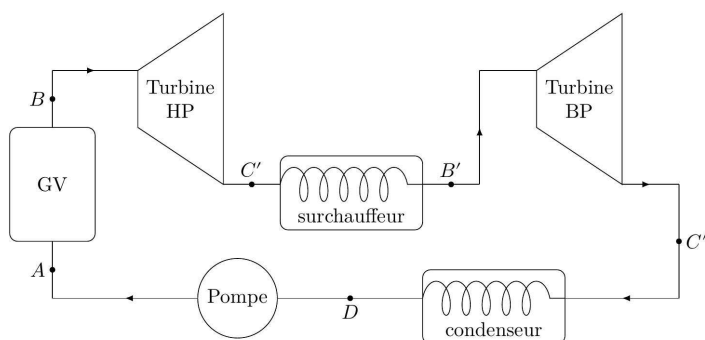 Turbine
HP
Turbine
BP
B
GV
C'
B'
surchauffeur
C"
A
Pompe
D
condenseur